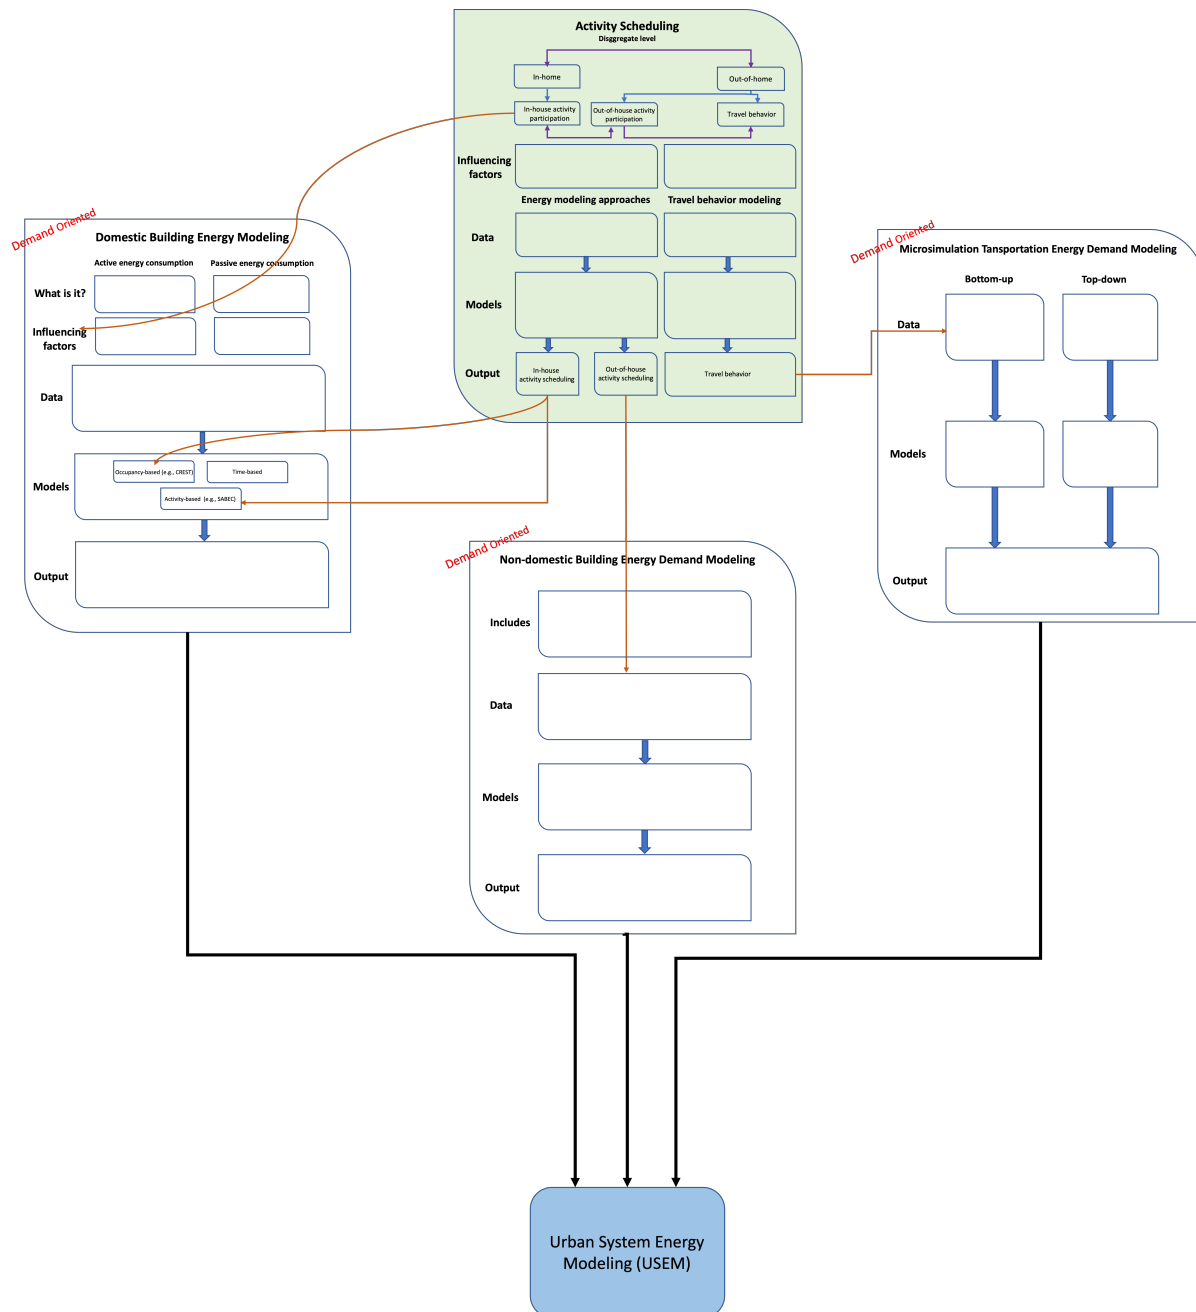 Activity Scheduling
Disggregate level
In-home
Out-of-home
In-house activity
participation
Out-of-house activity
participation
Travel behavior
Influencing
factors
Energy modeling approaches
Travel behavior modeling
Data
Models
Output
In-house
activity scheduling
Out-of-house
activity scheduling
Travel behavior
Demand Oriented
Domestic Building Energy Modeling
Active energy consumption
Passive energy consumption
What is it?
Influencing
factors
Data
Models
Occupancy-based (e.g., CREST)
Time-based
Activity-based (e.g., SABEC)
Output
Demand Oriented
Non-domestic Building Energy Demand Modeling
Includes
Data
Models
Output
Demand Oriented
Microsimulation Tansportation Energy Demand Modeling
Bottom-up
Top-down
Data
Models
Output
Urban System Energy
Modeling (USEM)